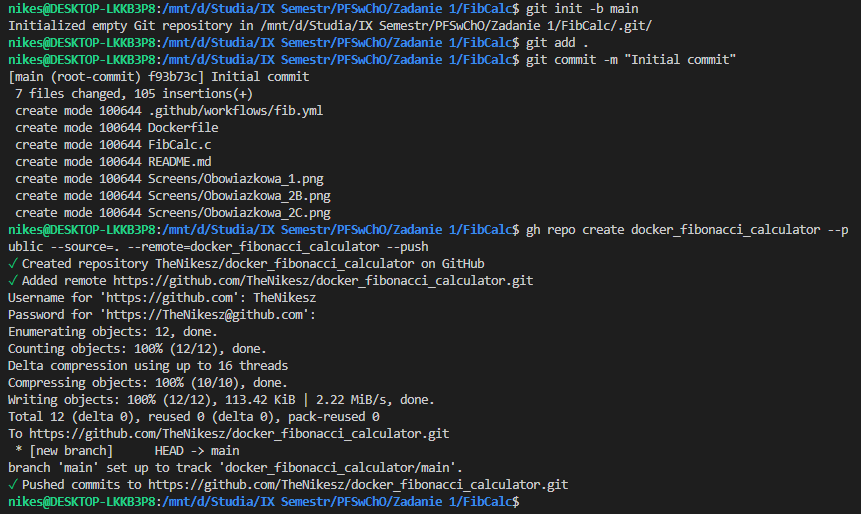 nikes@DESKTOP-LKKB3P8:/mnt/d/Studia/IX Semestr/PFSwChO/Zadanie 1/FibCalc$ git init -b main
Initialized empty Git repository in /mnt/d/Studia/IX Semestr/PFSwChO/Zadanie 1/FibCalc/.git/
nikes@DESKTOP-LKKB3P8:/mnt/d/Studia/IX Semestr/PFSwChO/Zadanie 1/FibCalc$ git add .
nikes@DESKTOP-LKKB3P8:/mnt/d/Studia/IX Semestr/PFSwChO/Zadanie 1/FibCalc$ git commit -m "Initial commit"
[main (root-commit) f93b73c] Initial commit
 7 files changed, 105 insertions(+)
 create mode 100644 .github/workflows/fib.yml
 create mode 100644 Dockerfile
 create mode 100644 FibCalc.c
 create mode 100644 README.md
 create mode 100644 Screens/Obowiazkowa_1.png
 create mode 100644 Screens/Obowiazkowa_2B.png
 create mode 100644 Screens/Obowiazkowa_2C.png
nikes@DESKTOP-LKKB3P8:/mnt/d/Studia/IX Semestr/PFSwChO/Zadanie 1/FibCalc$ gh repo create docker_fibonacci_calculator --p
ublic --source=. --remote=docker_fibonacci_calculator --push
✓ Created repository TheNikesz/docker_fibonacci_calculator on GitHub
✓ Added remote https://github.com/TheNikesz/docker_fibonacci_calculator.git
Username for 'https://github.com': TheNikesz
Password for 'https://TheNikesz@github.com':
Enumerating objects: 12, done.
Counting objects: 100% (12/12), done.
Delta compression using up to 16 threads
Compressing objects: 100% (10/10), done.
Writing objects: 100% (12/12), 113.42 KiB | 2.22 MiB/s, done.
Total 12 (delta 0), reused 0 (delta 0), pack-reused 0
To https://github.com/TheNikesz/docker_fibonacci_calculator.git
 * [new branch]      HEAD -> main
branch 'main' set up to track 'docker_fibonacci_calculator/main'.
✓ Pushed commits to https://github.com/TheNikesz/docker_fibonacci_calculator.git
nikes@DESKTOP-LKKB3P8:/mnt/d/Studia/IX Semestr/PFSwChO/Zadanie 1/FibCalc$